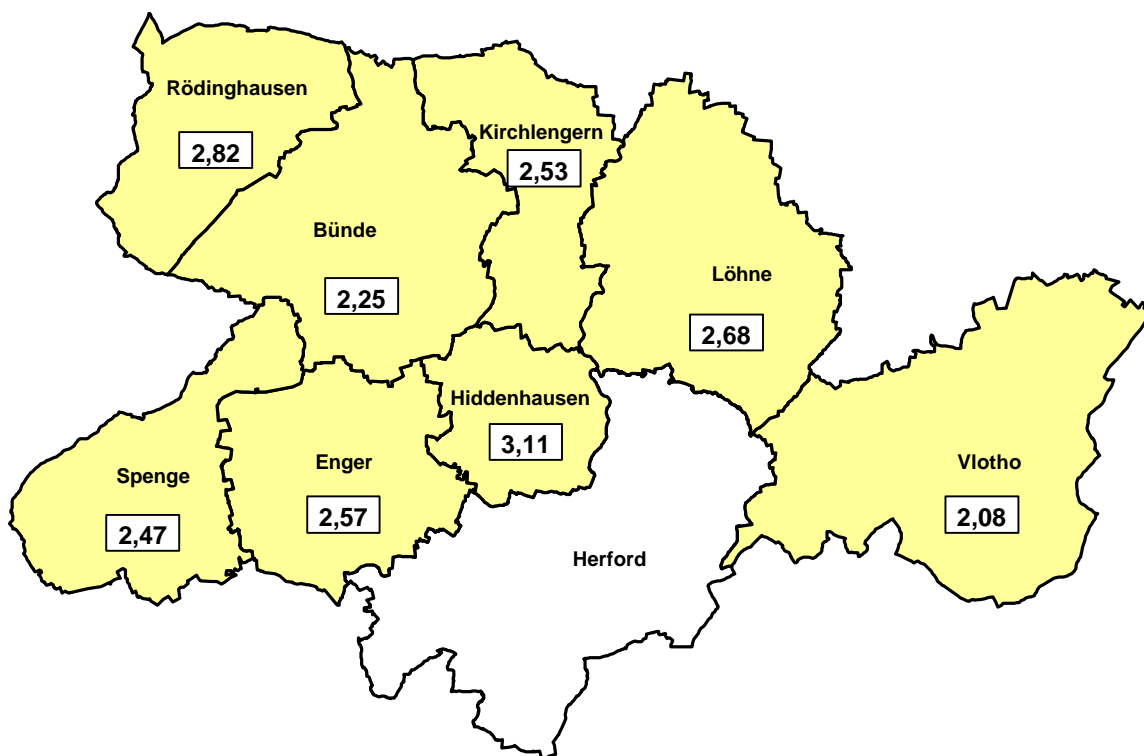 Rödinghausen
2,82
Kirchlengern
2,53
Bünde
2,25
Löhne
2,68
Hiddenhausen
3,11
Spenge
2,47
Enger
2,57
Vlotho
2,08
Herford